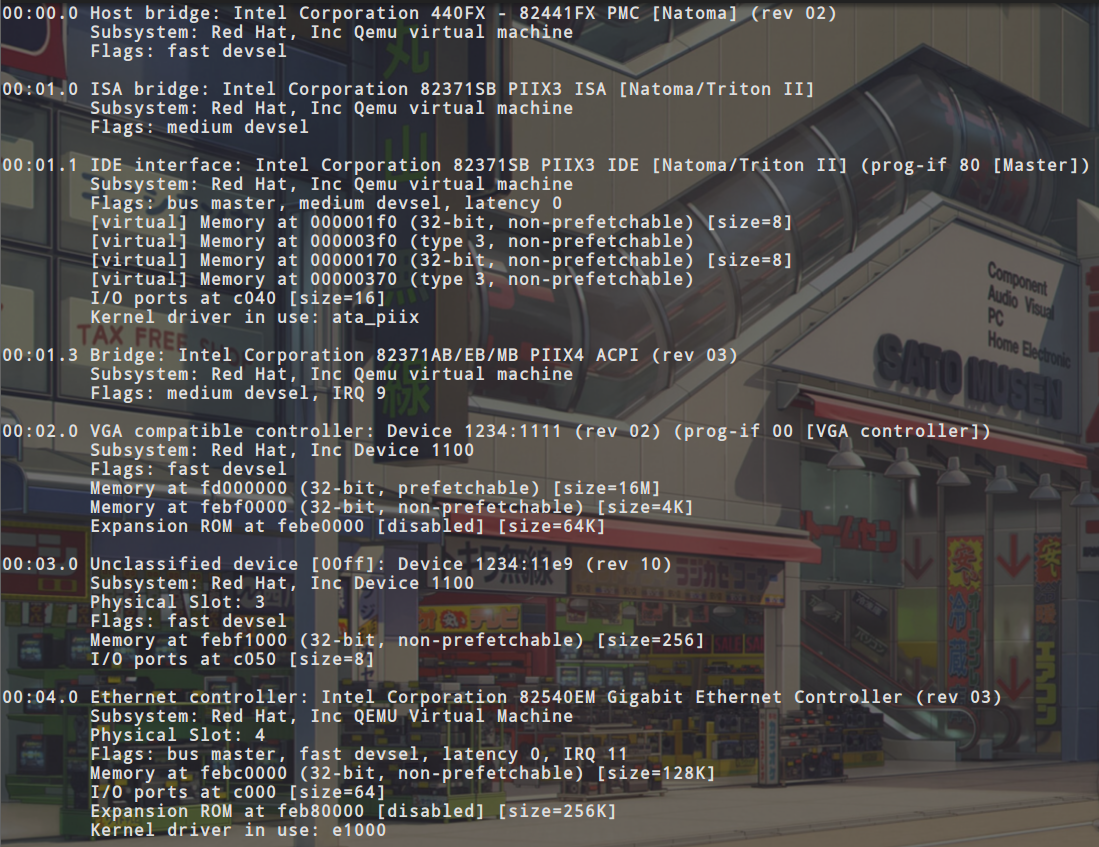 00:00.0 Host bridge: Intel Corporation 440FX - 82441FX PMC [Natoma] (rev 02)
Subsystem: Red Hat, Inc Qemu virtual machine
Flags: fast devsel
00:01.0 ISA bridge: Intel Corporation 82371SB PIIX3 ISA [Natoma/Triton II]
Subsystem: Red Hat, Inc Qemu virtual machine
Flags: medium devsel
00:01.1 IDE interface: Intel Corporation 82371SB PIIX3 IDE [Natoma/Triton II] (prog-if 80 [Master])
Subsystem: Red Hat, Inc Qemu virtual machine
Flags: bus master, medium devsel, latency 0
[virtual] Memory at 000001f0 (32-bit, non-prefetchable) [size=8]
[virtual] Memory at 000003f0 (type 3, non-prefetchable)
[virtual] Memory at 00000170 (32-bit, non-prefetchable) [size=8]
[virtual] Memory at 00000370 (type 3, non-prefetchable)
I/O ports at c040 [size=16]
Kernel driver in use: ata_piix
00:01.3 Bridge: Intel Corporation 82371AB/EB/MB PIIX4 ACPI (rev 03)
Subsystem: Red Hat, Inc Qemu virtual machine
Flags: medium devsel, IRQ 9
00:02.0 VGA compatible controller: Device 1234:1111 (rev 02) (prog-if 00 [VGA controller])
Subsystem: Red Hat, Inc Device 1100
Flags: fast devsel
Memory at fd000000 (32-bit, prefetchable) [size=16M]
Memory at febf0000 (32-bit, non-prefetchable) [size=4K]
Expansion ROM at febe0000 [disabled] [size=64K]
00:03.0 Unclassified device [00ff]: Device 1234:11e9 (rev 10)
Subsystem: Red Hat, Inc Device 1100
Physical Slot: 3
Flags: fast devsel
Memory at febf1000 (32-bit, non-prefetchable) [size=256]
I/O ports at c050 [size=8]
00:04.0 Ethernet controller: Intel Corporation 82540EM Gigabit Ethernet Controller (rev 03)
Subsystem: Red Hat, Inc QEMU Virtual Machine
Physical Slot: 4
Flags: bus master, fast devsel, latency 0, IRQ 11
Memory at febc0000 (32-bit, non-prefetchable) [size=128K]
I/O ports at c000 [size=64]
Expansion ROM at feb80000 [disabled] [size=256K]
Kernel driver in use: e1000
TAX FREE
Component
Audio Visual
PC
Home Electronic
SATO MUSEN
トキワ無線